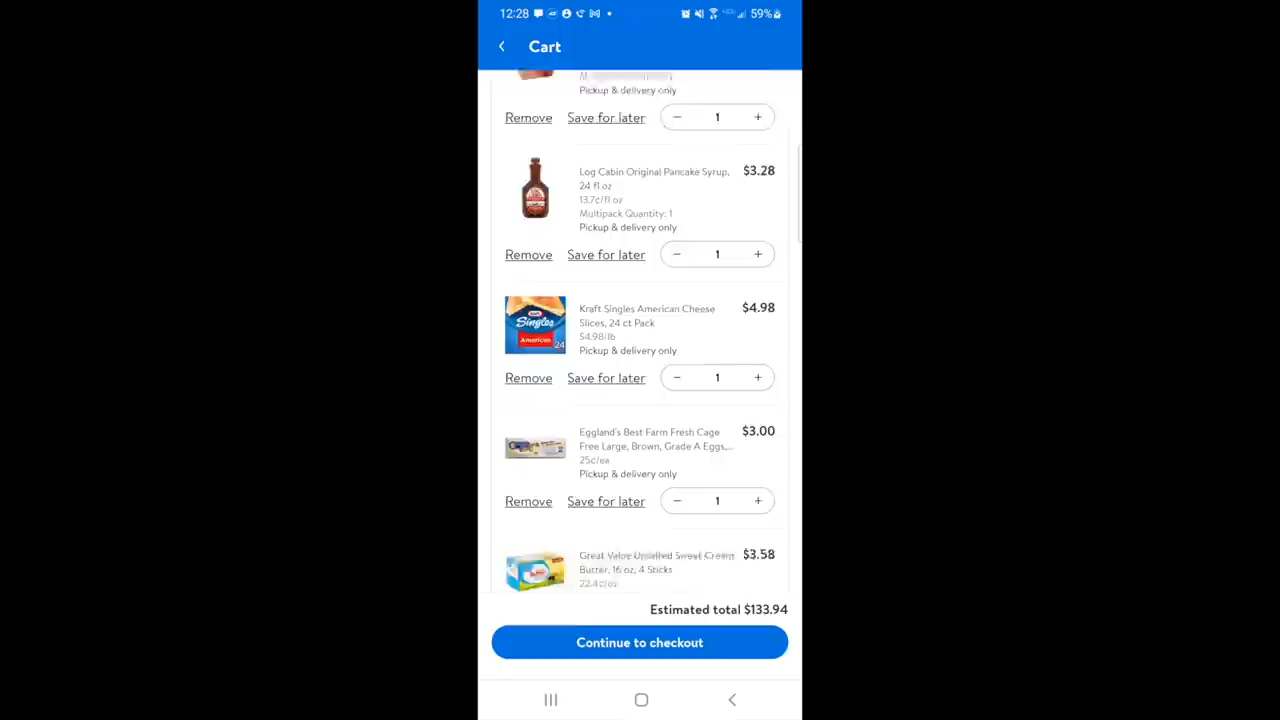 12:28
59%
Cart
Pickup & delivery only
Remove Save for later − 1 +
Log Cabin Original Pancake Syrup, $3.28
24 fl oz
13.7¢/fl oz
Multipack Quantity: 1
Pickup & delivery only
Remove Save for later − 1 +
Kraft Singles American Cheese $4.98
Slices, 24 ct Pack
$4.98/lb
Pickup & delivery only
Singles
American
24
Remove Save for later − 1 +
Eggland's Best Farm Fresh Cage $3.00
Free Large, Brown, Grade A Eggs,...
25¢/ea
Pickup & delivery only
Remove Save for later − 1 +
Great Value Unsalted Sweet Cream $3.58
Butter, 16 oz, 4 Sticks
22.4¢/oz
Estimated total $133.94
Continue to checkout